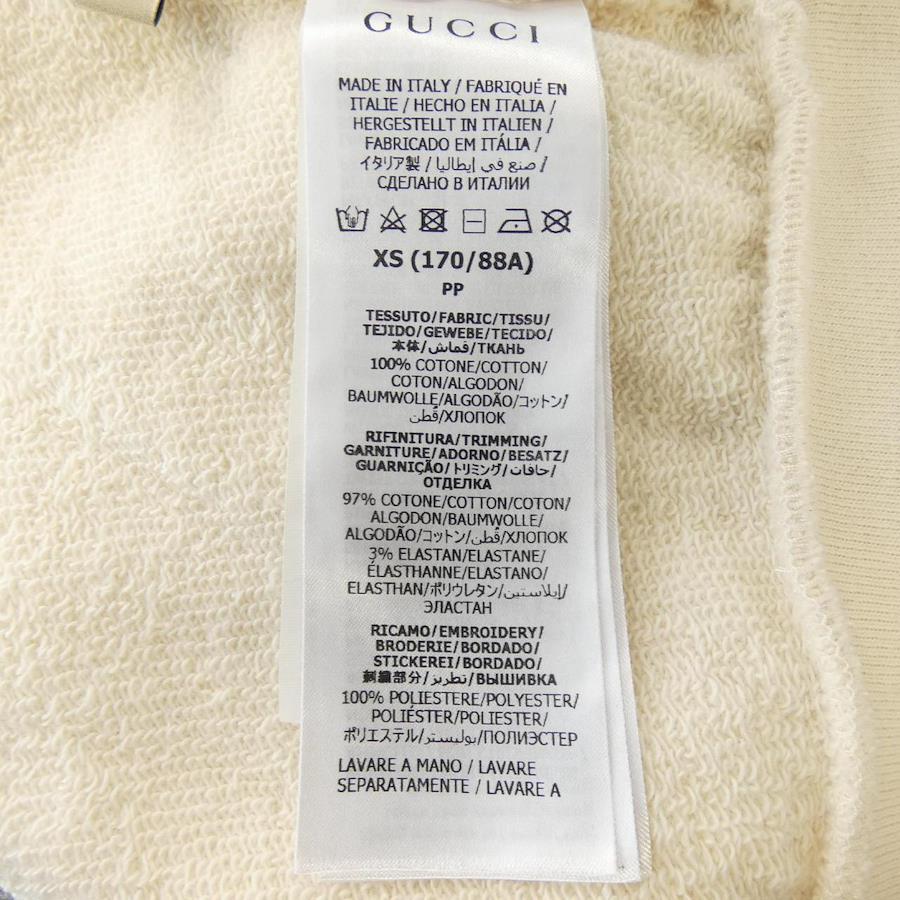 GUCCI
MADE IN ITALY / FABRIQUÉ EN
ITALIE / HECHO EN ITALIA /
HERGESTELLT IN ITALIEN /
FABRICADO EM ITÁLIA /
イタリア製 / صنع في إيطاليا /
СДЕЛАНО В ИТАЛИИ
XS (170/88A)
PP
TESSUTO/FABRIC/TISSU/
TEJIDO/GEWEBE/TECIDO/
本体/قماش/ТКАНЬ
100% COTONE/COTTON/
COTON/ALGODON/
BAUMWOLLE/ALGODÃO/コットン/
قُطن/ХЛОПОК
RIFINITURA/TRIMMING/
GARNITURE/ADORNO/BESATZ/
GUARNIÇÃO/トリミング/حافات/
ОТДЕЛКА
97% COTONE/COTTON/COTON/
ALGODON/BAUMWOLLE/
ALGODÃO/コットン/قُطن/ХЛОПОК
3% ELASTAN/ELASTANE/
ÉLASTHANNE/ELASTANO/
ELASTHAN/ポリウレタン/إيلاستين/
ЭЛАСТАН
RICAMO/EMBROIDERY/
BRODERIE/BORDADO/
STICKEREI/BORDADO/
刺繍部分/تطريز/ВЫШИВКА
100% POLIESTERE/POLYESTER/
POLIÉSTER/POLIESTER/
ポリエステル/بوليستر/ПОЛИЭСТЕР
LAVARE A MANO / LAVARE
SEPARATAMENTE / LAVARE A